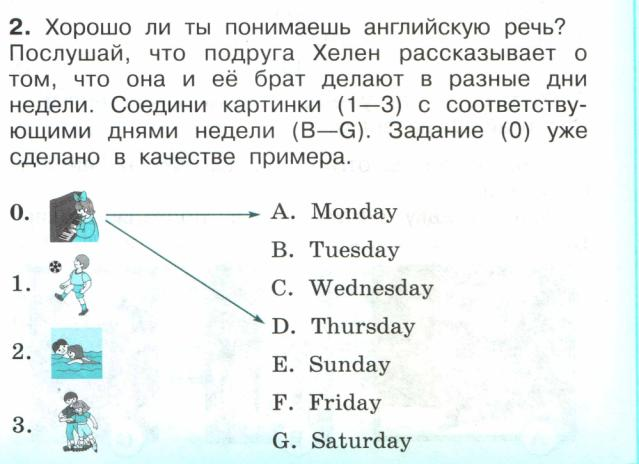 2. Хорошо ли ты понимаешь английскую речь?
Послушай, что подруга Хелен рассказывает о
том, что она и её брат делают в разные дни
недели. Соедини картинки (1—3) с соответству-
ющими днями недели (B—G). Задание (0) уже
сделано в качестве примера.
0.
A. Monday
B. Tuesday
1.
C. Wednesday
D. Thursday
2.
E. Sunday
F. Friday
3.
G. Saturday